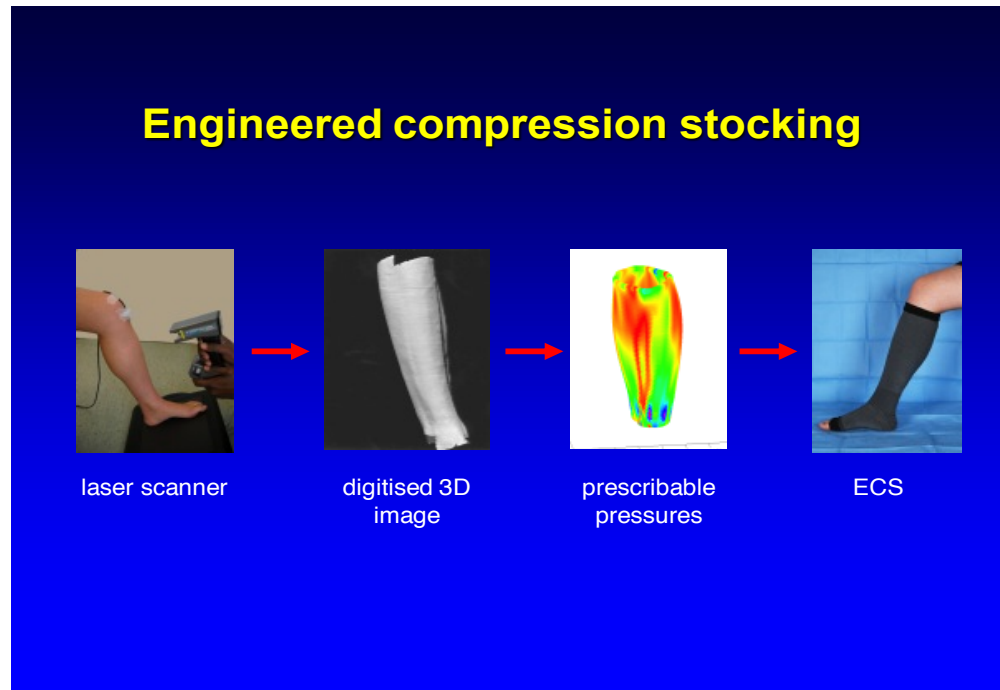 Engineered compression stocking
laser scanner
digitised 3D
image
prescribable
pressures
ECS